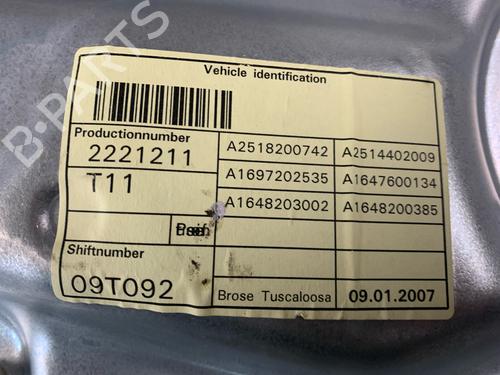 Vehicle identification
Productionnumber
2221211
T11
A2518200742 A2514402009
A1697202535 A1647600134
A1648203002 A1648200385
Shiftnumber
09T092
Brose Tuscaloosa 09.01.2007
B-PARTS